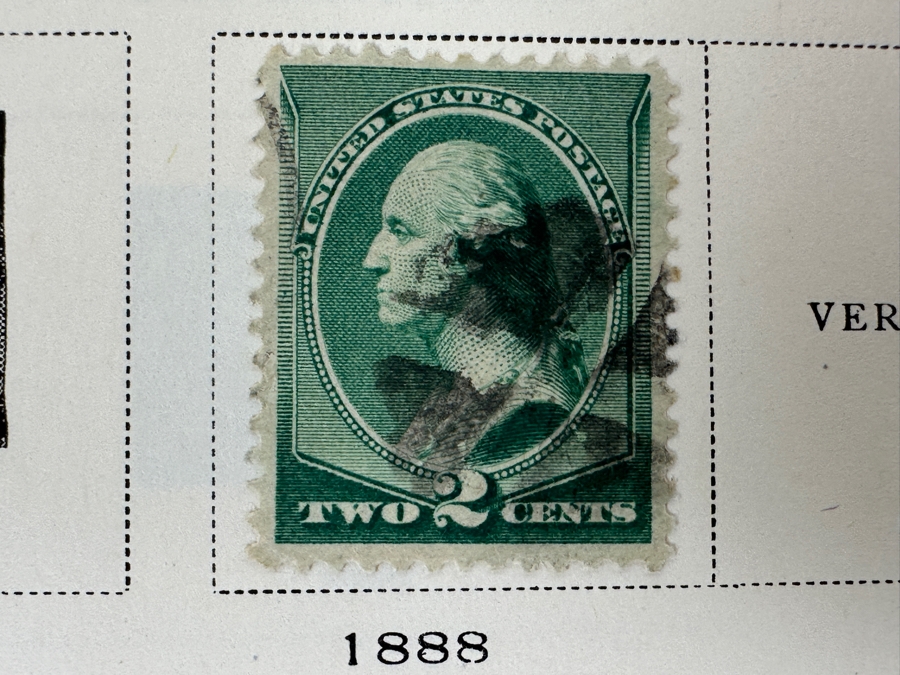 UNITED STATES POSTAGE
VER
TWO 2 CENTS
1888